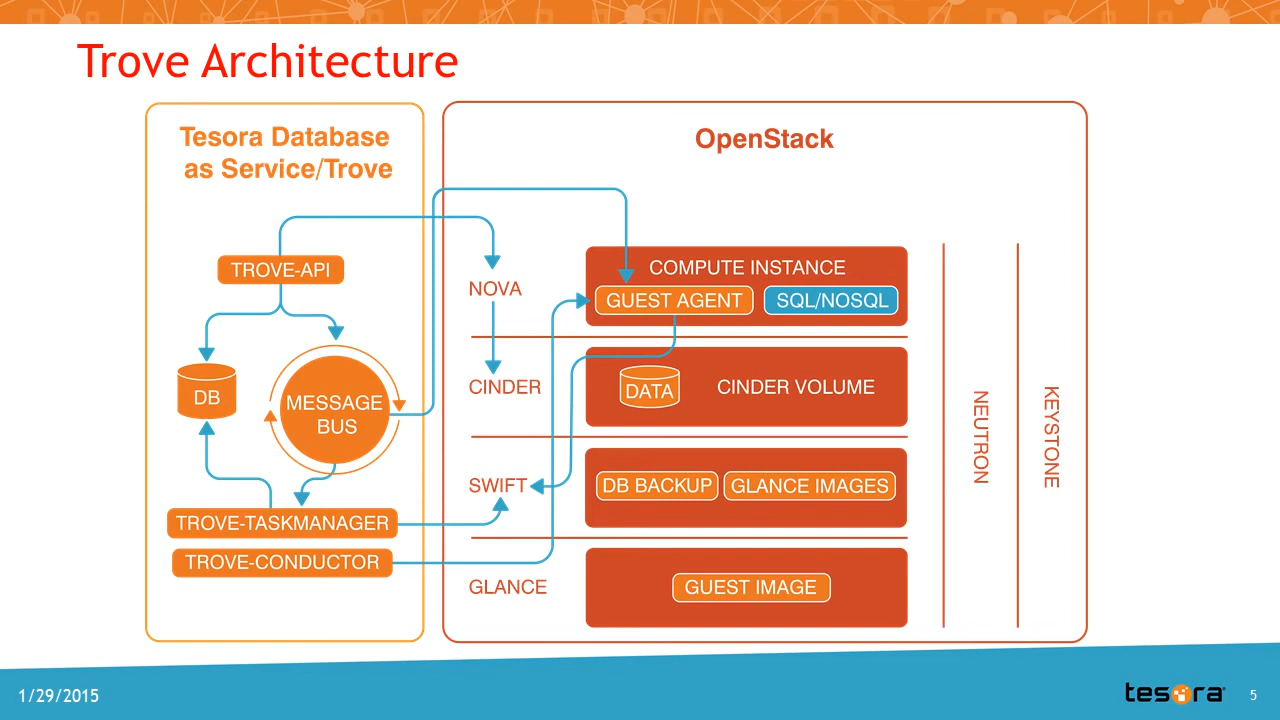 Trove Architecture
Tesora Database
as Service/Trove
OpenStack
TROVE-API
DB
MESSAGE
BUS
TROVE-TASKMANAGER
TROVE-CONDUCTOR
NOVA
COMPUTE INSTANCE
GUEST AGENT
SQL/NOSQL
CINDER
DATA
CINDER VOLUME
SWIFT
DB BACKUP
GLANCE IMAGES
GLANCE
GUEST IMAGE
NEUTRON
KEYSTONE
1/29/2015
tesora
5